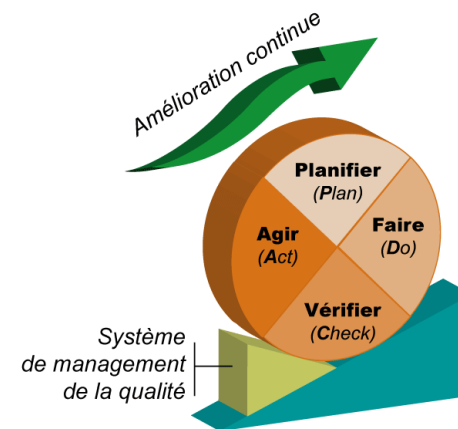 Amélioration continue
Planifier
(Plan)
Faire
(Do)
Agir
(Act)
Vérifier
(Check)
Système
de management
de la qualité